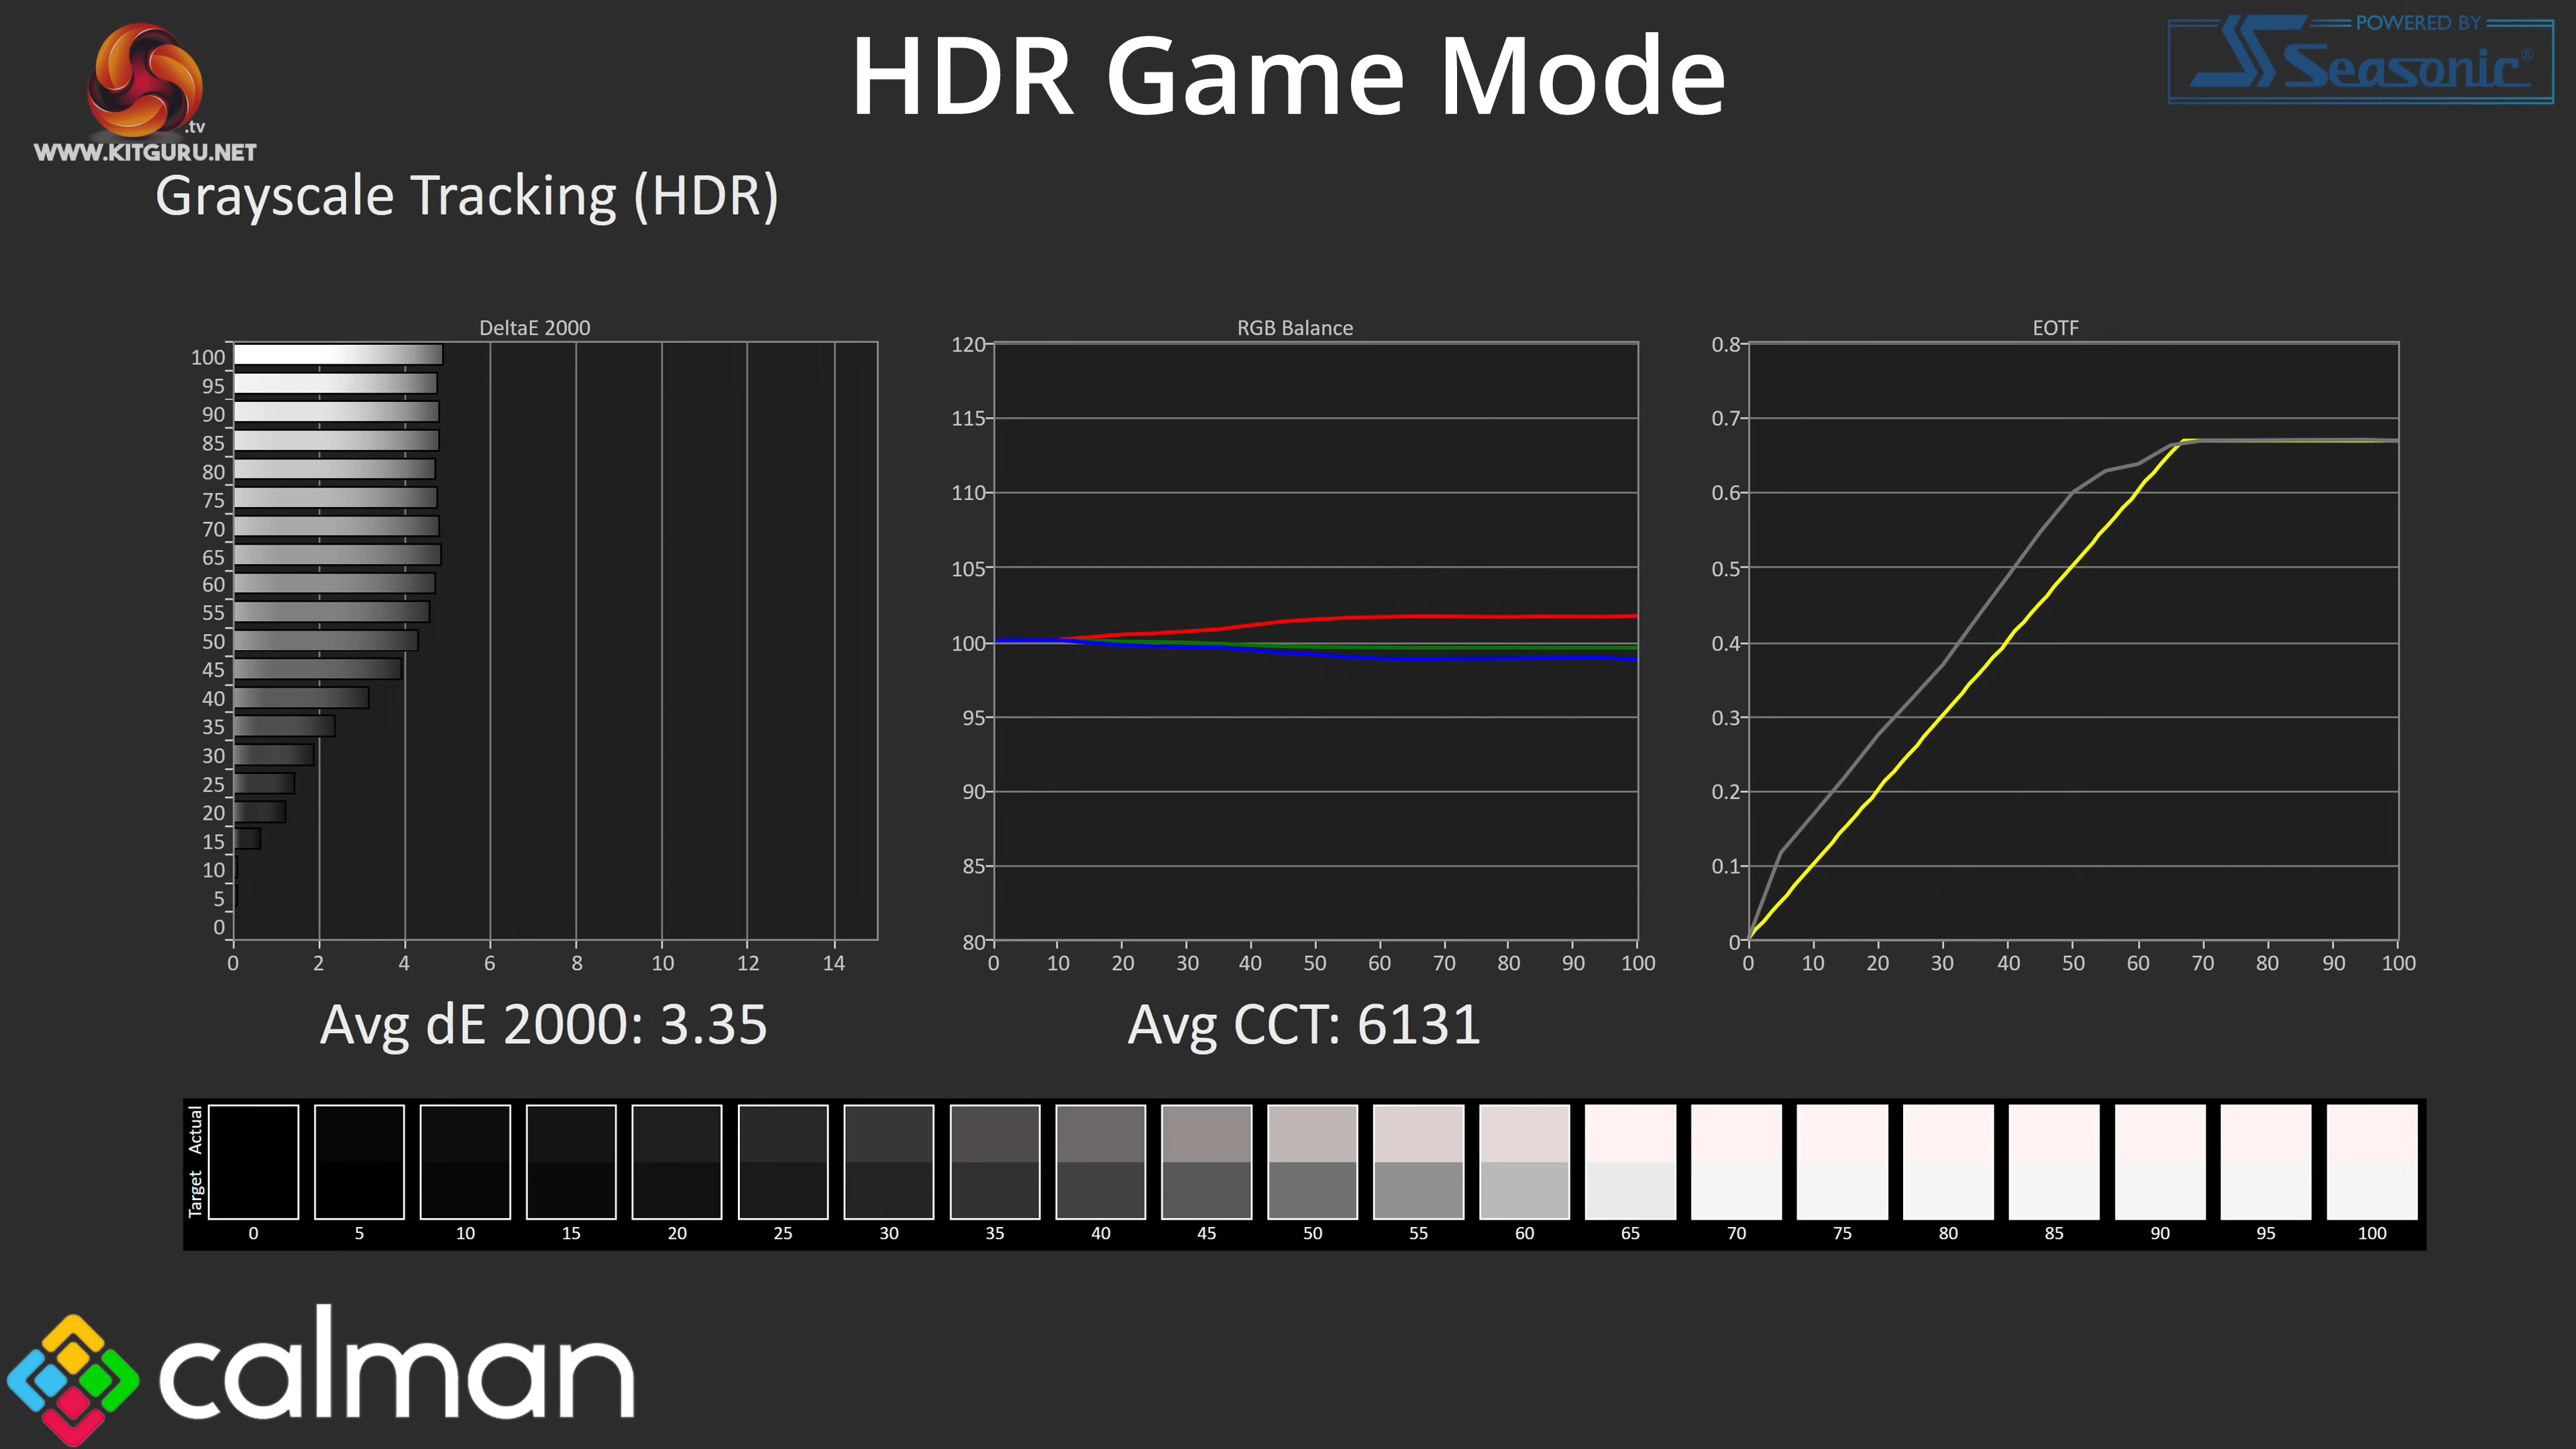 HDR Game Mode
.tv
WWW.KITGURU.NET
POWERED BY
Seasonic®
Grayscale Tracking (HDR)
DeltaE 2000
100
95
90
85
80
75
70
65
60
55
50
45
40
35
30
25
20
15
10
5
0
0 2 4 6 8 10 12 14
RGB Balance
120
115
110
105
100
95
90
85
80
0 10 20 30 40 50 60 70 80 90 100
EOTF
0.8
0.7
0.6
0.5
0.4
0.3
0.2
0.1
0
0 10 20 30 40 50 60 70 80 90 100
Avg dE 2000: 3.35
Avg CCT: 6131
Actual
Target
0 5 10 15 20 25 30 35 40 45 50 55 60 65 70 75 80 85 90 95 100
calman